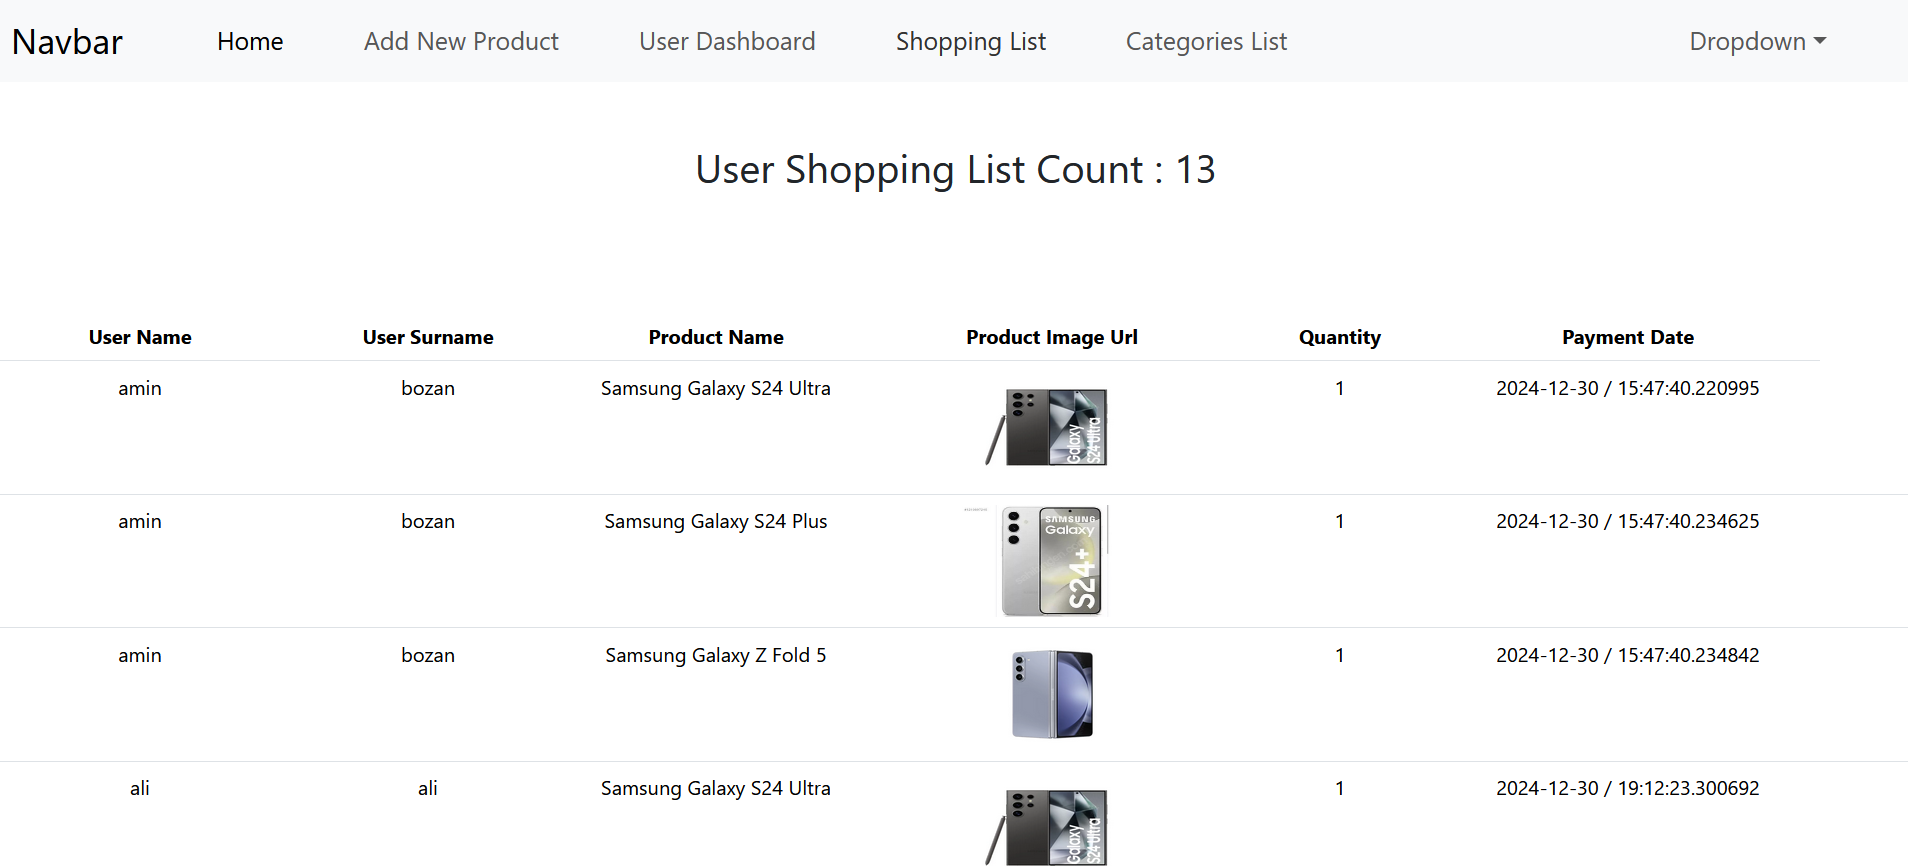 Navbar Home Add New Product User Dashboard Shopping List Categories List Dropdown
User Shopping List Count : 13
User Name User Surname Product Name Product Image Url Quantity Payment Date
amin bozan Samsung Galaxy S24 Ultra 1 2024-12-30 / 15:47:40.220995
Galaxy
S24 Ultra
amin bozan Samsung Galaxy S24 Plus 1 2024-12-30 / 15:47:40.234625
SAMSUNG
Galaxy
S24+
amin bozan Samsung Galaxy Z Fold 5 1 2024-12-30 / 15:47:40.234842
ali ali Samsung Galaxy S24 Ultra 1 2024-12-30 / 19:12:23.300692
Galaxy
S24 Ultra